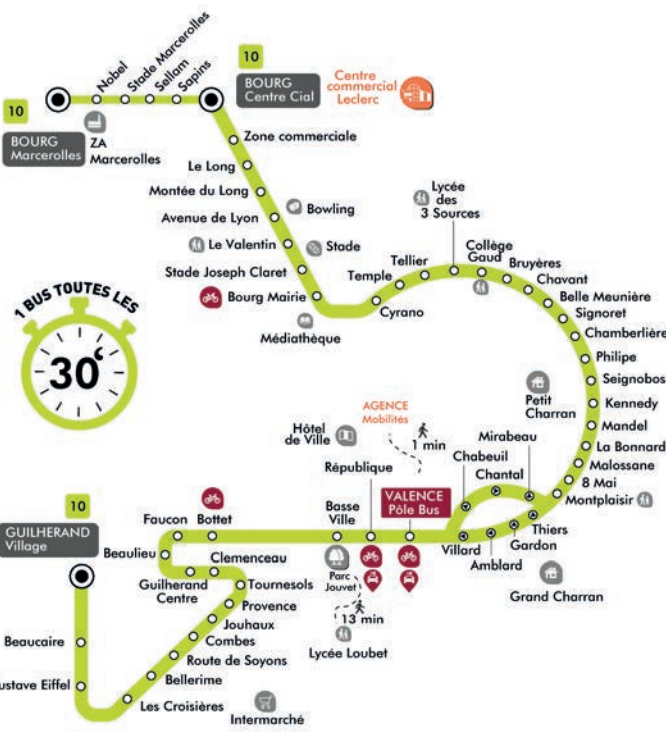 Nobel
Stade Marcerolles
Sellam
Sapins
10
BOURG
Centre Cial
Centre
commercial
Leclerc
10
BOURG
Marcerolles
ZA
Marcerolles
Zone commerciale
Le Long
Montée du Long
Avenue de Lyon
Bowling
Le Valentin
Stade
Stade Joseph Claret
Bourg Mairie
Médiathèque
Cyrano
Temple
Tellier
Lycée
des
3 Sources
Collège
Gaud
Bruyères
Chavant
Belle Meunière
Signoret
Chamberlière
Philipe
Seignobos
Kennedy
Mandel
La Bonnard
Malossane
8 Mai
Montplaisir
Petit
Charran
1 BUS TOUTES LES
30'
AGENCE
Mobilités
1 min
Hôtel
de Ville
Mirabeau
Chabeuil
Chantal
République
VALENCE
Pôle Bus
Basse
Ville
Thiers
Gardon
Amblard
Villard
Grand Charran
Parc
Jouvet
13 min
Lycée Loubet
10
GUILHERAND
Village
Faucon
Bottet
Beaulieu
Clemenceau
Guilherand
Centre
Tournesols
Provence
Jouhaux
Combes
Route de Soyons
Bellerime
Les Croisières
Intermarché
Beaucaire
ustave Eiffel